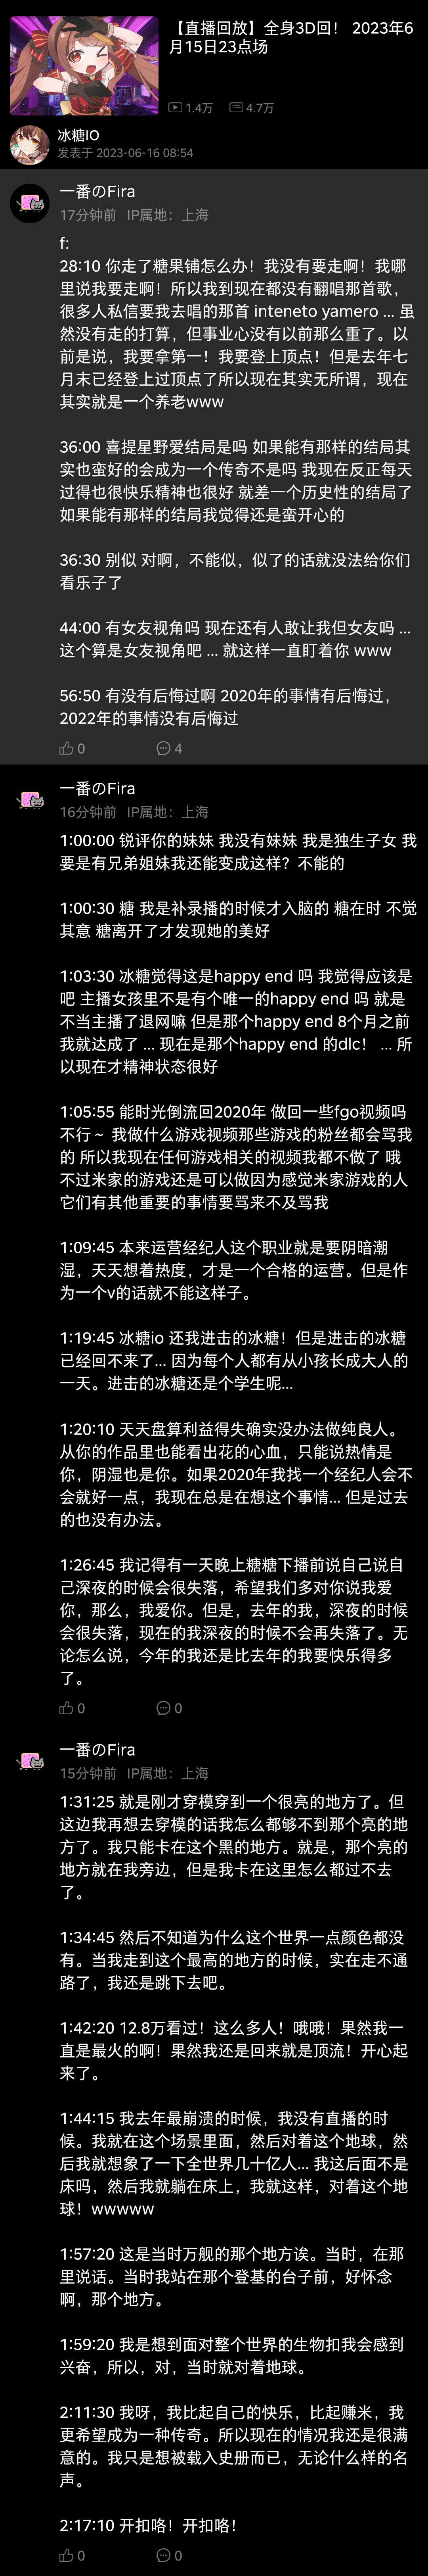 【直播回放】全身3D回！ 2023年6
月15日23点场
1.4万 4.7万
冰糖IO
发表于 2023-06-16 08:54
一番のFira
17分钟前 IP属地：上海
f:
28:10 你走了糖果铺怎么办！我没有要走啊！我哪
里说我要走啊！所以我到现在都没有翻唱那首歌，
很多人私信要我去唱的那首 inteneto yamero ... 虽
然没有走的打算，但事业心没有以前那么重了。以
前是说，我要拿第一！我要登上顶点！但是去年七
月末已经登上过顶点了所以现在其实无所谓，现在
其实就是一个养老www
36:00 喜提星野爱结局是吗 如果能有那样的结局其
实也蛮好的会成为一个传奇不是吗 我现在反正每天
过得也很快乐精神也很好 就差一个历史性的结局了
如果能有那样的结局我觉得还是蛮开心的
36:30 别似 对啊，不能似，似了的话就没法给你们
看乐子了
44:00 有女友视角吗 现在还有人敢让我但女友吗 ...
这个算是女友视角吧 ... 就这样一直盯着你 www
56:50 有没有后悔过啊 2020年的事情有后悔过，
2022年的事情没有后悔过
0 4
一番のFira
16分钟前 IP属地：上海
1:00:00 锐评你的妹妹 我没有妹妹 我是独生子女 我
要是有兄弟姐妹我还能变成这样？不能的
1:00:30 糖 我是补录播的时候才入脑的 糖在时 不觉
其意 糖离开了才发现她的美好
1:03:30 冰糖觉得这是happy end 吗 我觉得应该是
吧 主播女孩里不是有个唯一的happy end 吗 就是
不当主播了退网嘛 但是那个happy end 8个月之前
我就达成了 ... 现在是那个happy end 的dlc！ ... 所
以现在才精神状态很好
1:05:55 能时光倒流回2020年 做回一些fgo视频吗
不行～ 我做什么游戏视频那些游戏的粉丝都会骂我
的 所以我现在任何游戏相关的视频我都不做了 哦
不过米家的游戏还是可以做因为感觉米家游戏的人
它们有其他重要的事情要骂来不及骂我
1:09:45 本来运营经纪人这个职业就是要阴暗潮
湿，天天想着热度，才是一个合格的运营。但是作
为一个v的话就不能这样子。
1:19:45 冰糖io 还我进击的冰糖！但是进击的冰糖
已经回不来了... 因为每个人都有从小孩长成大人的
一天。进击的冰糖还是个学生呢...
1:20:10 天天盘算利益得失确实没办法做纯良人。
从你的作品里也能看出花的心血，只能说热情是
你，阴湿也是你。如果2020年我找一个经纪人会不
会就好一点，我现在总是在想这个事情... 但是过去
的也没有办法。
1:26:45 我记得有一天晚上糖糖下播前说自己说自
己深夜的时候会很失落，希望我们多对你说我爱
你，那么，我爱你。但是，去年的我，深夜的时候
会很失落，现在的我深夜的时候不会再失落了。无
论怎么说，今年的我还是比去年的我要快乐得多
了。
0 0
一番のFira
15分钟前 IP属地：上海
1:31:25 就是刚才穿模穿到一个很亮的地方了。但
这边我再想去穿模的话我怎么都够不到那个亮的地
方了。我只能卡在这个黑的地方。就是，那个亮的
地方就在我旁边，但是我卡在这里怎么都过不去
了。
1:34:45 然后不知道为什么这个世界一点颜色都没
有。当我走到这个最高的地方的时候，实在走不通
路了，我还是跳下去吧。
1:42:20 12.8万看过！这么多人！哦哦！果然我一
直是最火的啊！果然我还是回来就是顶流！开心起
来了。
1:44:15 我去年最崩溃的时候，我没有直播的时
候。我就在这个场景里面，然后对着这个地球，然
后我就想象了一下全世界几十亿人... 我这后面不是
床吗，然后我就躺在床上，我就这样，对着这个地
球！wwwww
1:57:20 这是当时万舰的那个地方诶。当时，在那
里说话。当时我站在那个登基的台子前，好怀念
啊，那个地方。
1:59:20 我是想到面对整个世界的生物扣我会感到
兴奋，所以，对，当时就对着地球。
2:11:30 我呀，我比起自己的快乐，比起赚米，我
更希望成为一种传奇。所以现在的情况我还是很满
意的。我只是想被载入史册而已，无论什么样的名
声。
2:17:10 开扣咯！开扣咯！
0 0